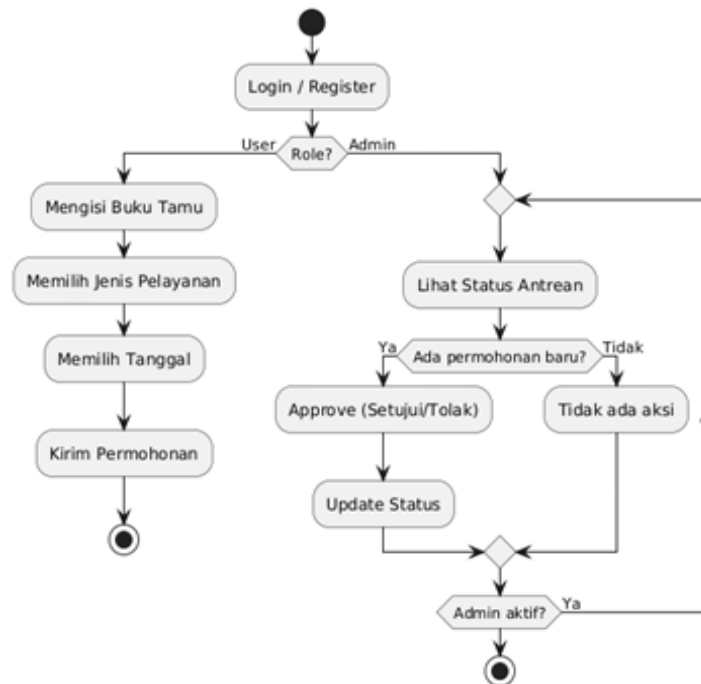 Login / Register
User
Role?
Admin
Mengisi Buku Tamu
Memilih Jenis Pelayanan
Memilih Tanggal
Kirim Permohonan
Lihat Status Antrean
Ya
Ada permohonan baru?
Tidak
Approve (Setujui/Tolak)
Tidak ada aksi
Update Status
Admin aktif?
Ya